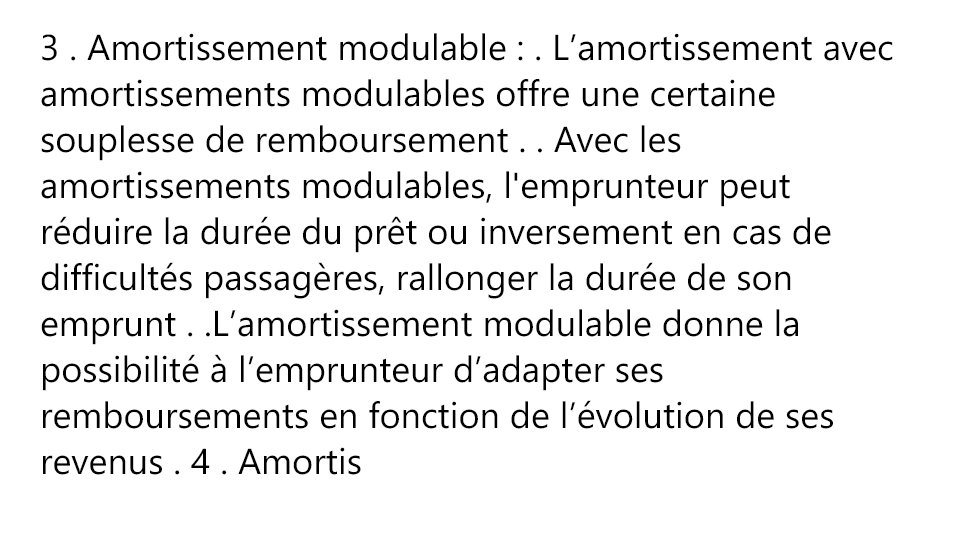 3 . Amortissement modulable : . L’amortissement avec
amortissements modulables offre une certaine
souplesse de remboursement . . Avec les
amortissements modulables, l'emprunteur peut
réduire la durée du prêt ou inversement en cas de
difficultés passagères, rallonger la durée de son
emprunt . .L’amortissement modulable donne la
possibilité à l’emprunteur d’adapter ses
remboursements en fonction de l’évolution de ses
revenus . 4 . Amortis